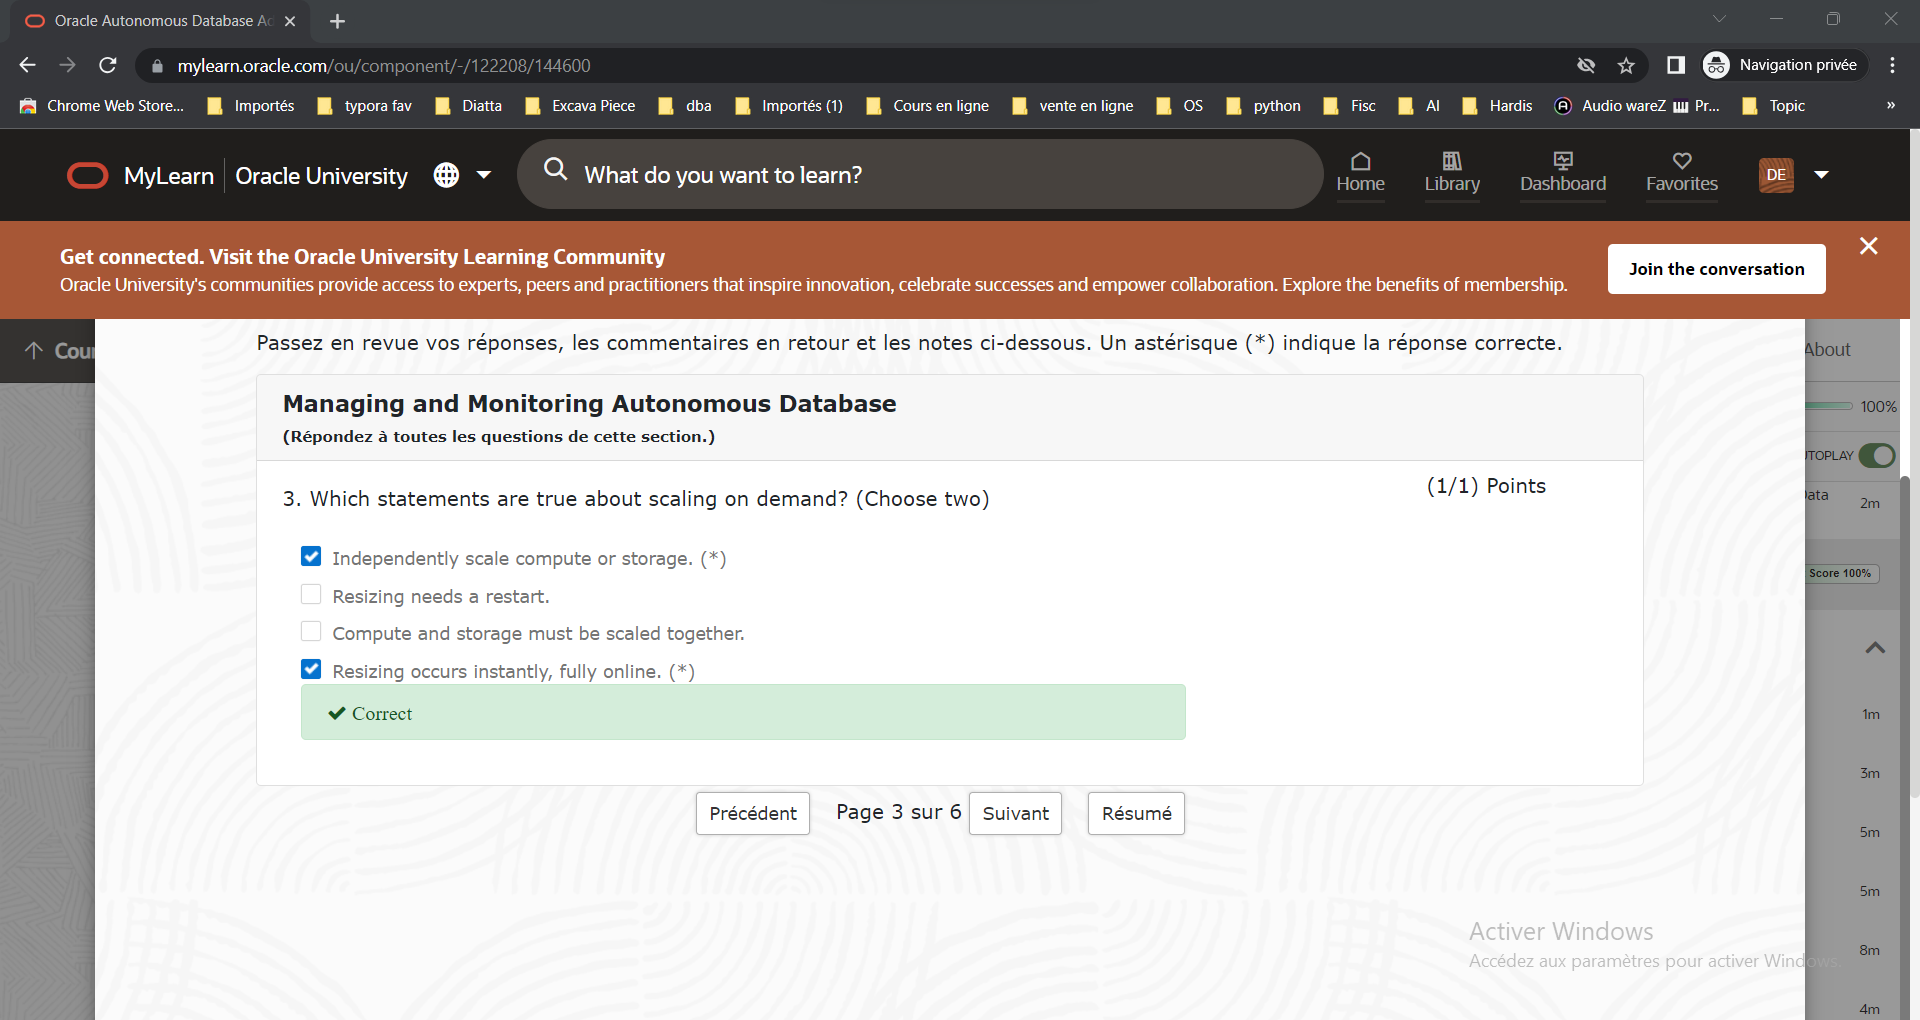 Oracle Autonomous Database Ad
mylearn.oracle.com/ou/component/-/122208/144600
Navigation privée
Chrome Web Store... Importés typora fav Diatta Excava Piece dba Importés (1) Cours en ligne vente en ligne OS python Fisc AI Hardis Audio wareZ Pr... Topic »
MyLearn Oracle University What do you want to learn? Home Library Dashboard Favorites DE
Get connected. Visit the Oracle University Learning Community
Oracle University's communities provide access to experts, peers and practitioners that inspire innovation, celebrate successes and empower collaboration. Explore the benefits of membership.
Join the conversation
Cour
About
Passez en revue vos réponses, les commentaires en retour et les notes ci-dessous. Un astérisque (*) indique la réponse correcte.
Managing and Monitoring Autonomous Database
(Répondez à toutes les questions de cette section.)
100%
UTOPLAY
3. Which statements are true about scaling on demand? (Choose two)
(1/1) Points
Data 2m
Independently scale compute or storage. (*)
Score 100%
Resizing needs a restart.
Compute and storage must be scaled together.
Resizing occurs instantly, fully online. (*)
Correct
1m
3m
Précédent Page 3 sur 6 Suivant Résumé
5m
5m
Activer Windows
Accédez aux paramètres pour activer Windows.
8m
4m